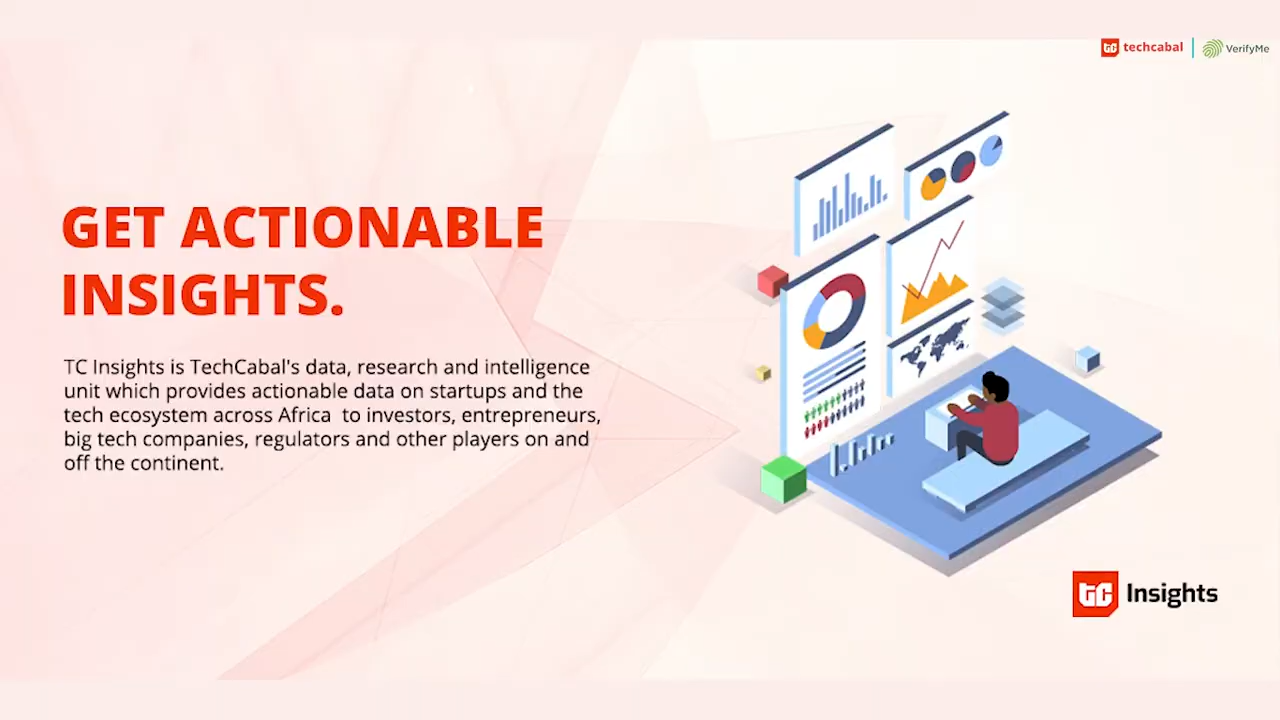 techcabal | VerifyMe
GET ACTIONABLE
INSIGHTS.
TC Insights is TechCabal's data, research and intelligence
unit which provides actionable data on startups and the
tech ecosystem across Africa  to investors, entrepreneurs,
big tech companies, regulators and other players on and
off the continent.
tc Insights